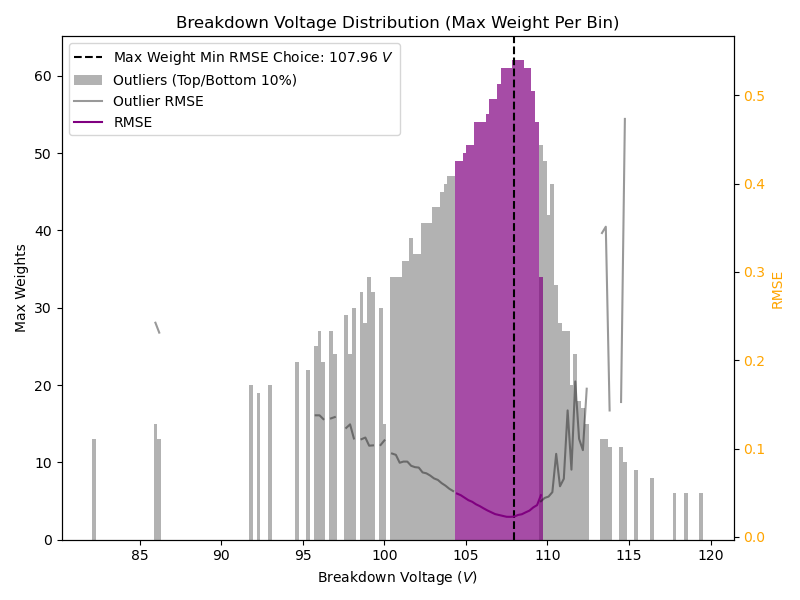 Breakdown Voltage Distribution (Max Weight Per Bin)
Max Weight Min RMSE Choice: 107.96 V
Outliers (Top/Bottom 10%)
Outlier RMSE
RMSE
60
50
40
30
20
10
0
Max Weights
0.5
0.4
0.3
0.2
0.1
0.0
RMSE
85 90 95 100 105 110 115 120
Breakdown Voltage (V)